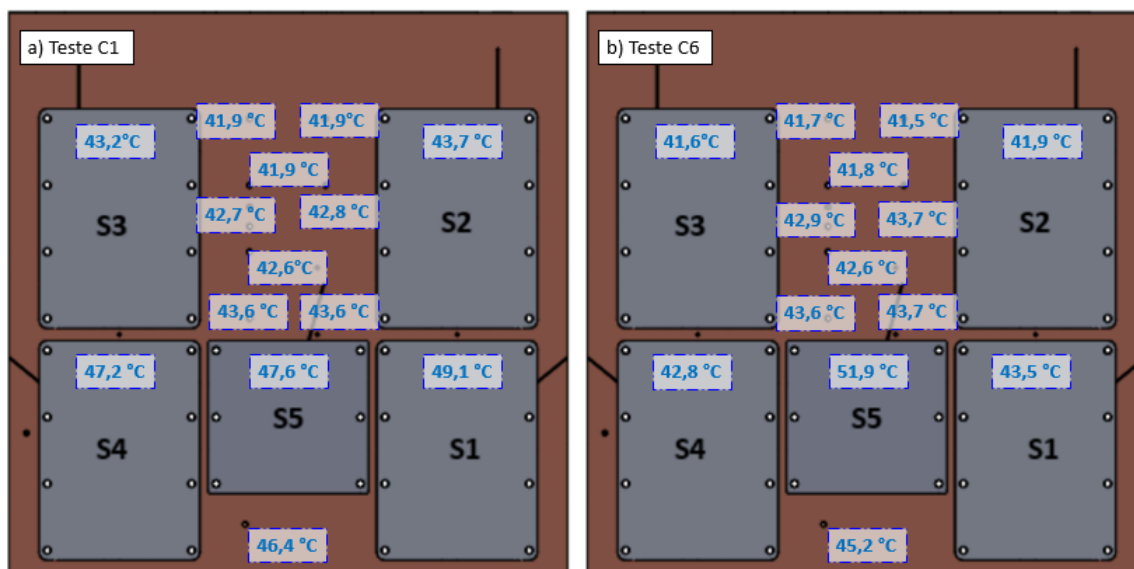 a) Teste C1
41,9 °C
41,9°C
43,2°C
43,7 °C
41,9 °C
S3
42,7 °C
42,8 °C
S2
42,6°C
43,6 °C
43,6 °C
47,2 °C
47,6 °C
49,1 °C
S4
S5
S1
46,4 °C
b) Teste C6
41,7 °C
41,5 °C
41,6°C
41,9 °C
41,8 °C
S3
42,9 °C
43,7 °C
S2
42,6 °C
43,6 °C
43,7 °C
42,8 °C
51,9 °C
43,5 °C
S4
S5
S1
45,2 °C